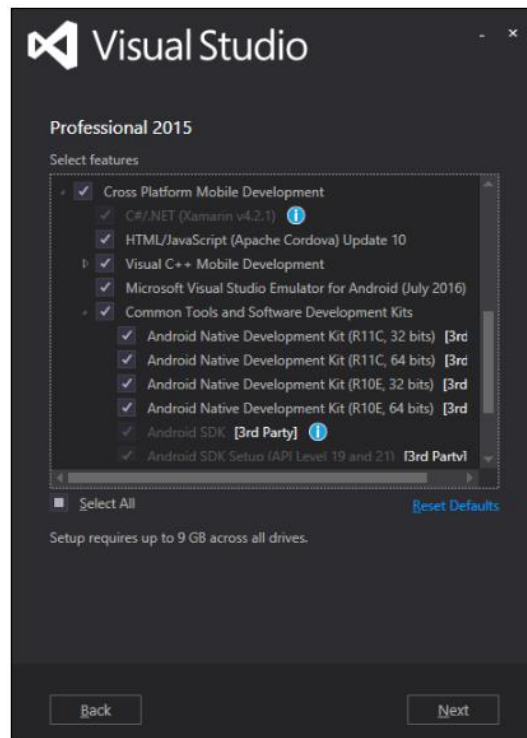 Visual Studio
Professional 2015
Select features
Cross Platform Mobile Development
C#/.NET (Xamarin v4.2.1)
HTML/JavaScript (Apache Cordova) Update 10
Visual C++ Mobile Development
Microsoft Visual Studio Emulator for Android (July 2016)
Common Tools and Software Development Kits
Android Native Development Kit (R11C, 32 bits) [3rd
Android Native Development Kit (R11C, 64 bits) [3rd
Android Native Development Kit (R10E, 32 bits) [3rd
Android Native Development Kit (R10E, 64 bits) [3rd
Android SDK [3rd Party]
Android SDK Setup (API Level 19 and 21) [3rd Party]
Select All Reset Defaults
Setup requires up to 9 GB across all drives.
Back Next